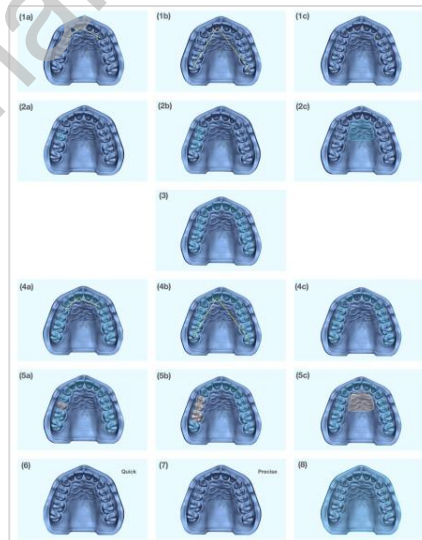 (1a)
(1b)
(1c)
(2a)
(2b)
(2c)
(3)
(4a)
(4b)
(4c)
(5a)
(5b)
(5c)
(6)
Quick
(7)
Precise
(8)